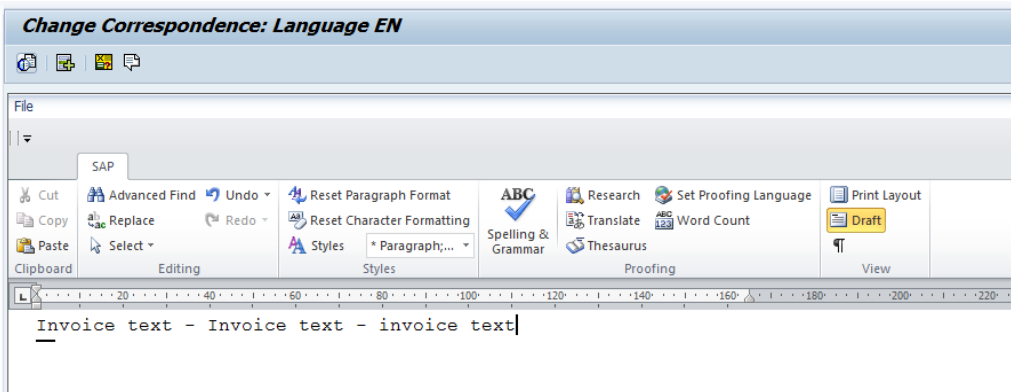 Change Correspondence: Language EN
File
SAP
Cut
Advanced Find
Undo
Reset Paragraph Format
ABC
Research
Set Proofing Language
Print Layout
Copy
Replace
Redo
Reset Character Formatting
Spelling &
Grammar
Translate
Word Count
Draft
Paste
Select
Styles
* Paragraph;...
Thesaurus
¶
Clipboard
Editing
Styles
Proofing
View
20 40 60 80 100 120 140 160 180 200 220
Invoice text - Invoice text - invoice text